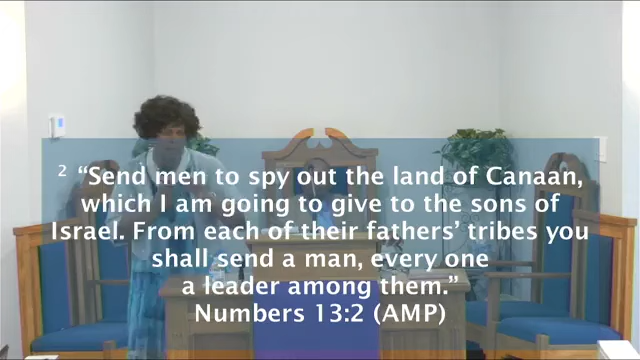 2 “Send men to spy out the land of Canaan,
which I am going to give to the sons of
Israel. From each of their fathers’ tribes you
shall send a man, every one
a leader among them.”
Numbers 13:2 (AMP)